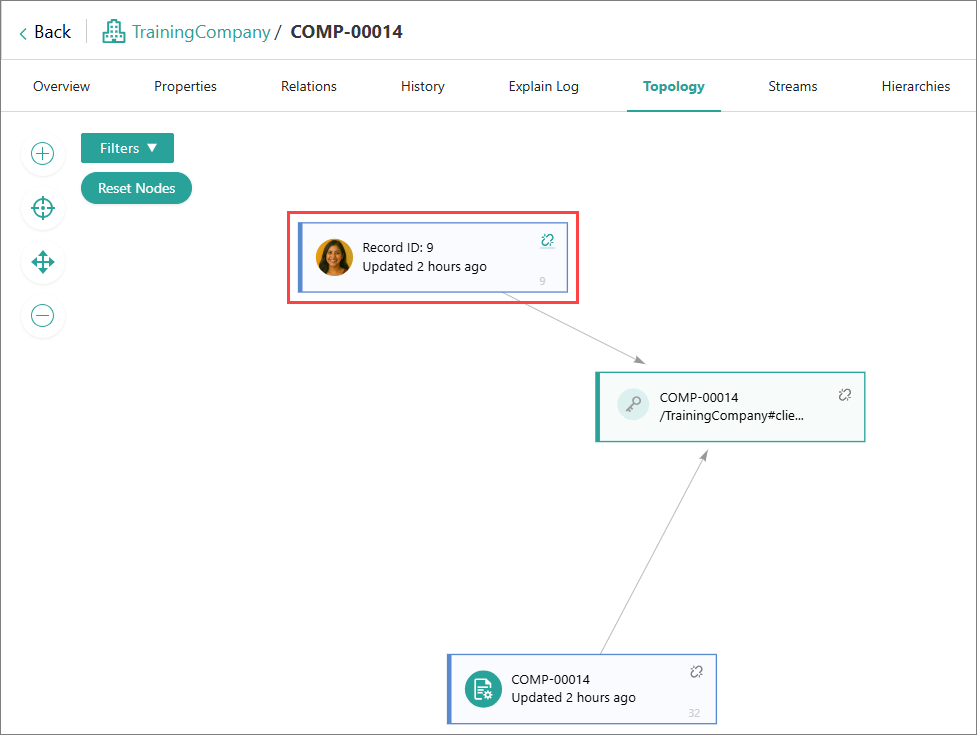 Back TrainingCompany / COMP-00014
Overview Properties Relations History Explain Log Topology Streams Hierarchies
Filters ▼
Reset Nodes
Record ID: 9
Updated 2 hours ago
9
COMP-00014
/TrainingCompany#clie...
COMP-00014
Updated 2 hours ago
32